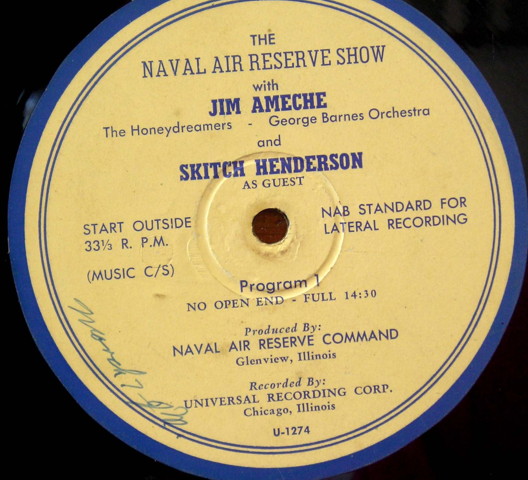 THE
NAVAL AIR RESERVE SHOW
with
JIM AMECHE
The Honeydreamers - George Barnes Orchestra
and
SKITCH HENDERSON
AS GUEST
START OUTSIDE
33⅓ R. P. M.
(MUSIC C/S)
NAB STANDARD FOR
LATERAL RECORDING
Program 1
NO OPEN END - FULL 14:30
Produced By:
NAVAL AIR RESERVE COMMAND
Glenview, Illinois
Recorded By:
UNIVERSAL RECORDING CORP.
Chicago, Illinois
U-1274